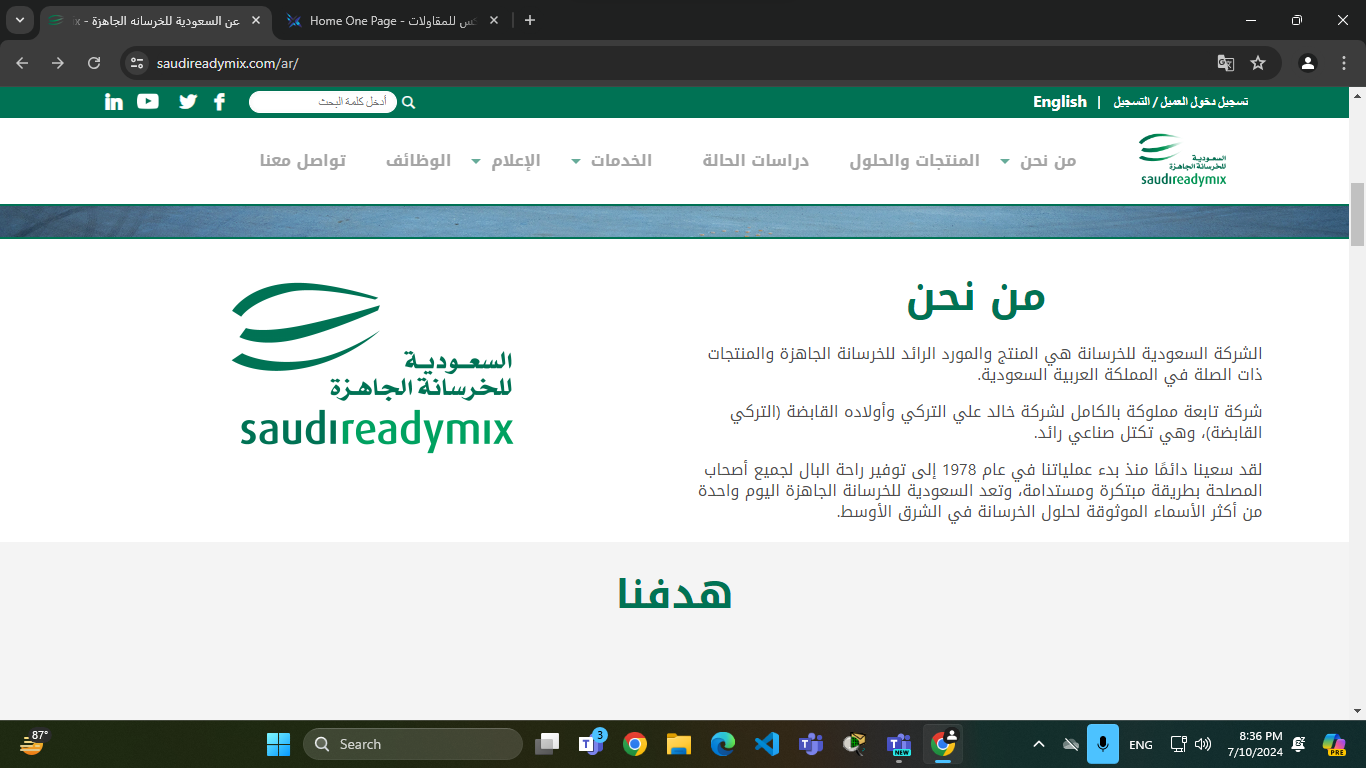 عن السعودية للخرسانه الجاهزة -
Home One Page - كس للمقاولات
saudireadymix.com/ar/
تسجيل دخول العميل / التسجيل | English
أدخل كلمة البحث
السعودية
للخرسانة الجاهزة
saudireadymix
من نحن
المنتجات والحلول
دراسات الحالة
الخدمات
الإعلام
الوظائف
تواصل معنا
من نحن
الشركة السعودية للخرسانة هي المنتج والمورد الرائد للخرسانة الجاهزة والمنتجات
ذات الصلة في المملكة العربية السعودية.
شركة تابعة مملوكة بالكامل لشركة خالد علي التركي وأولاده القابضة (التركي
القابضة)، وهي تكتل صناعي رائد.
لقد سعينا دائمًا منذ بدء عملياتنا في عام 1978 إلى توفير راحة البال لجميع أصحاب
المصلحة بطريقة مبتكرة ومستدامة، وتعد السعودية للخرسانة الجاهزة اليوم واحدة
من أكثر الأسماء الموثوقة لحلول الخرسانة في الشرق الأوسط.
السعودية
للخرسانة الجاهزة
saudireadymix
هدفنا
87°
Search
3
NEW
ENG
8:36 PM
7/10/2024
PRE